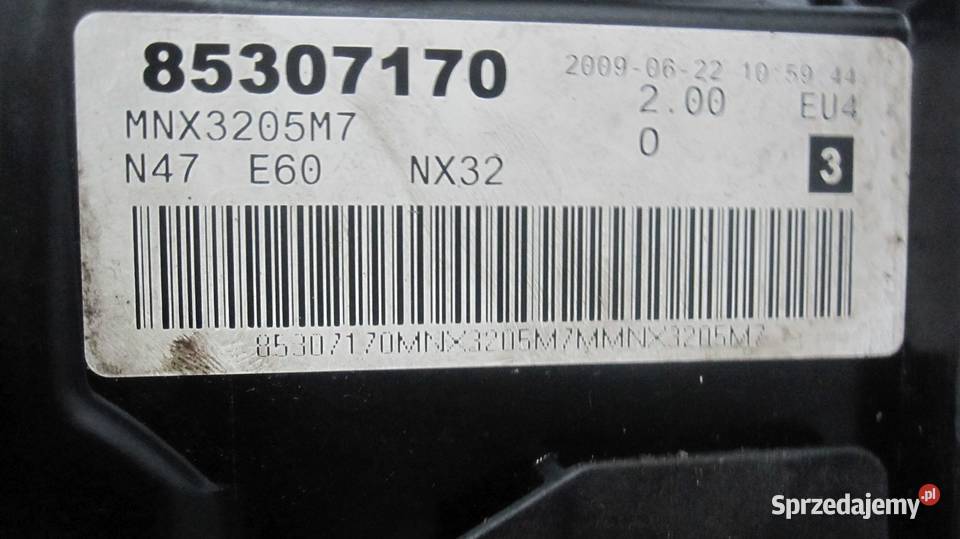 85307170 2009-06-22 10:59 44
MNX3205M7 2.00 EU4
N47 E60 NX32 0 3
85307170MNX3205M7MMNX3205M7
Sprzedajemy.pl